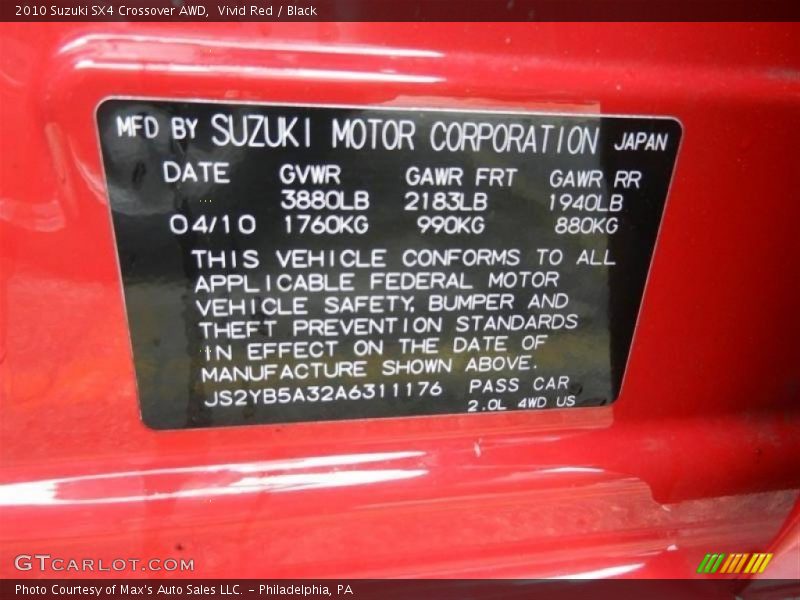 2010 Suzuki SX4 Crossover AWD, Vivid Red / Black
MFD BY SUZUKI MOTOR CORPORATION JAPAN
DATE GVWR GAWR FRT GAWR RR
3880LB 2183LB 1940LB
04/10 1760KG 990KG 880KG
THIS VEHICLE CONFORMS TO ALL
APPLICABLE FEDERAL MOTOR
VEHICLE SAFETY, BUMPER AND
THEFT PREVENTION STANDARDS
IN EFFECT ON THE DATE OF
MANUFACTURE SHOWN ABOVE.
JS2YB5A32A6311176 PASS CAR
2.0L 4WD US
GTCARLOT.COM
Photo Courtesy of Max's Auto Sales LLC. - Philadelphia, PA